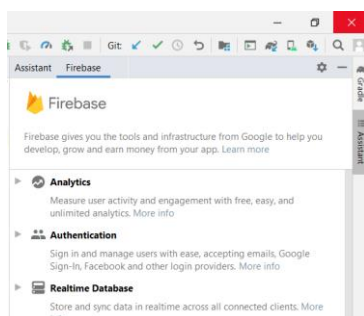 Git:
Assistant Firebase
Firebase
Firebase gives you the tools and infrastructure from Google to help you
develop, grow and earn money from your app. Learn more
Analytics
Measure user activity and engagement with free, easy, and
unlimited analytics. More info
Authentication
Sign in and manage users with ease, accepting emails, Google
Sign-In, Facebook and other login providers. More info
Realtime Database
Store and sync data in realtime across all connected clients. More
Gradle
Assistant